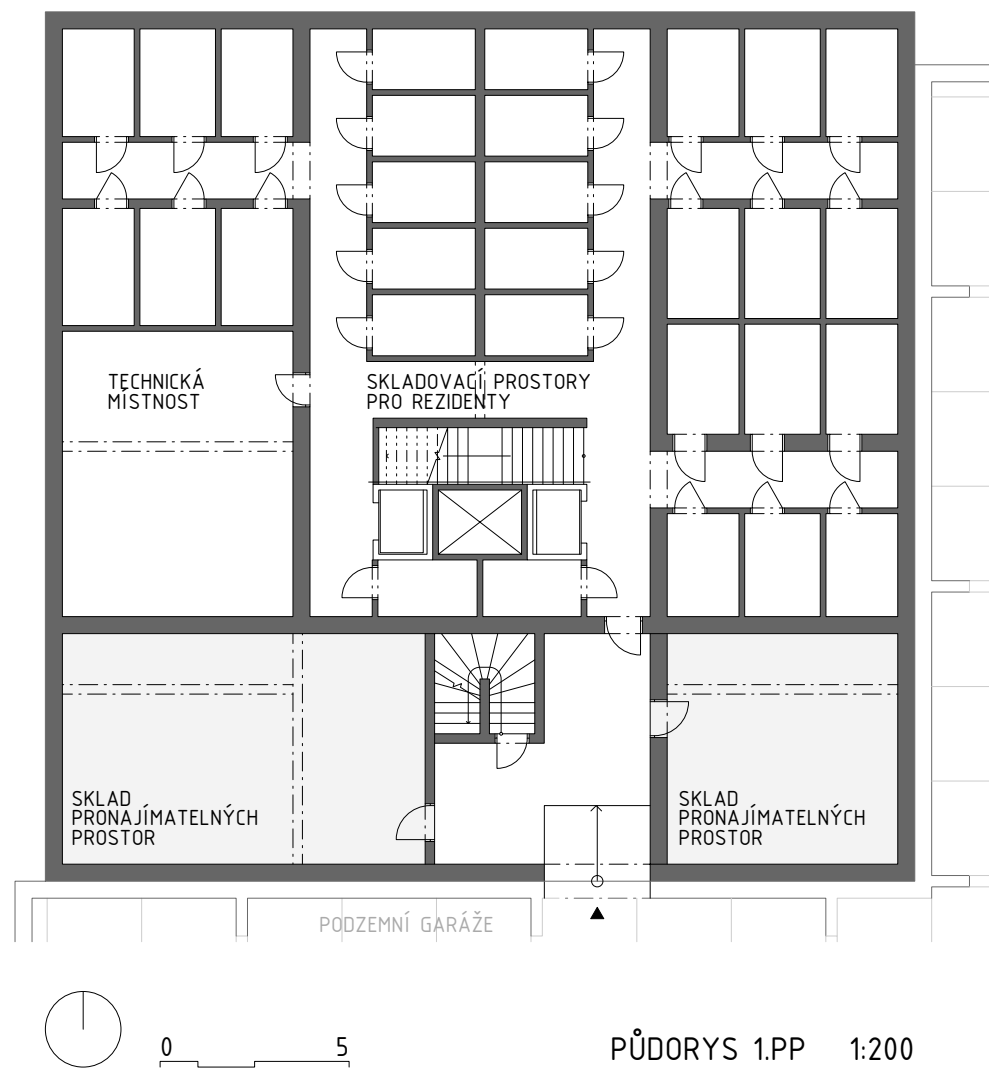 TECHNICKÁ
MÍSTNOST
SKLADOVACÍ PROSTORY
PRO REZIDENTY
SKLAD
PRONAJÍMATELNÝCH
PROSTOR
SKLAD
PRONAJÍMATELNÝCH
PROSTOR
PODZEMNÍ GARÁŽE
0 5
PŮDORYS 1.PP 1:200